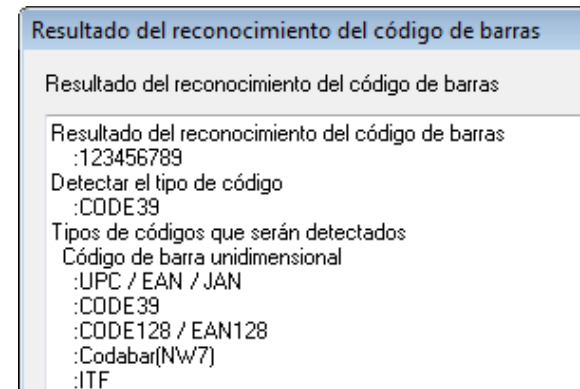 Resultado del reconocimiento del código de barras
Resultado del reconocimiento del código de barras
Resultado del reconocimiento del código de barras
:123456789
Detectar el tipo de código
:CODE39
Tipos de códigos que serán detectados
Código de barra unidimensional
:UPC / EAN / JAN
:CODE39
:CODE128 / EAN128
:Codabar(NW7)
:ITF